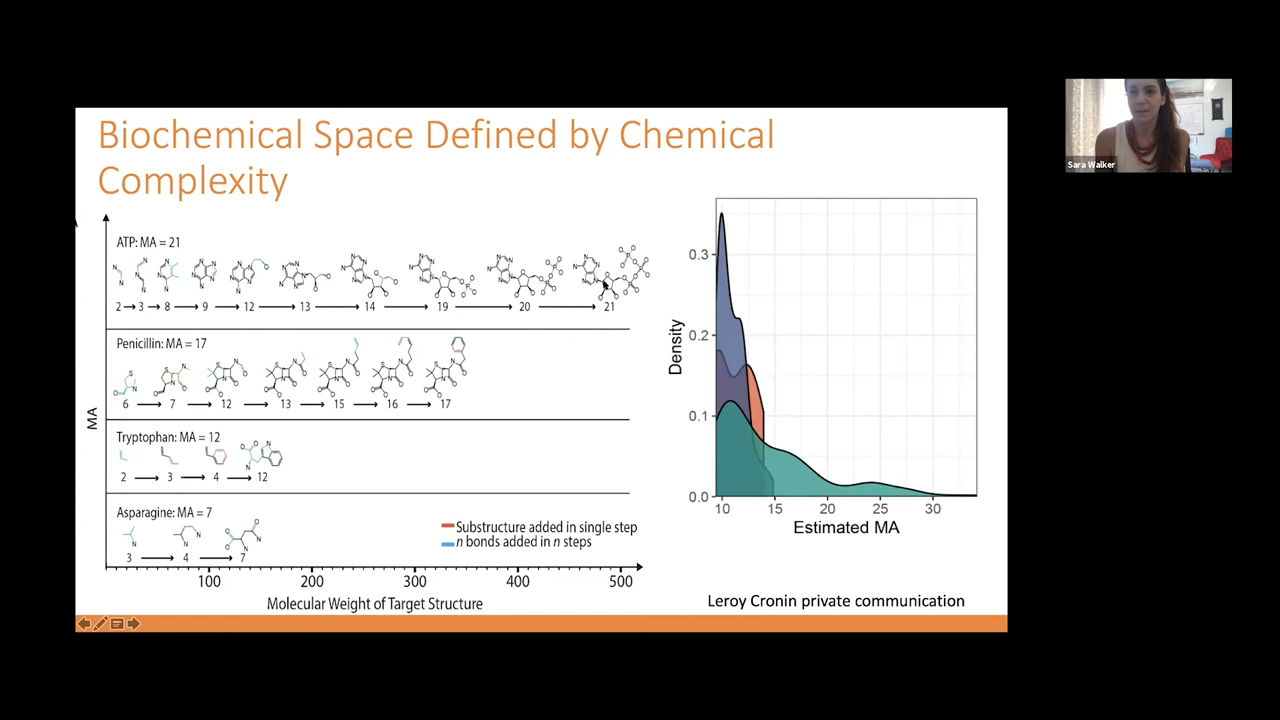 Biochemical Space Defined by Chemical
Complexity
Sara Walker
MA
ATP: MA = 21
2 → 3 → 8 → 9 → 12 → 13 → 14 → 19 → 20 → 21
Penicillin: MA = 17
6 → 7 → 12 → 13 → 15 → 16 → 17
Tryptophan: MA = 12
2 → 3 → 4 → 12
Asparagine: MA = 7
3 → 4 → 7
Substructure added in single step
n bonds added in n steps
100 200 300 400 500
Molecular Weight of Target Structure
Density
0.3
0.2
0.1
0.0
10 15 20 25 30
Estimated MA
Leroy Cronin private communication